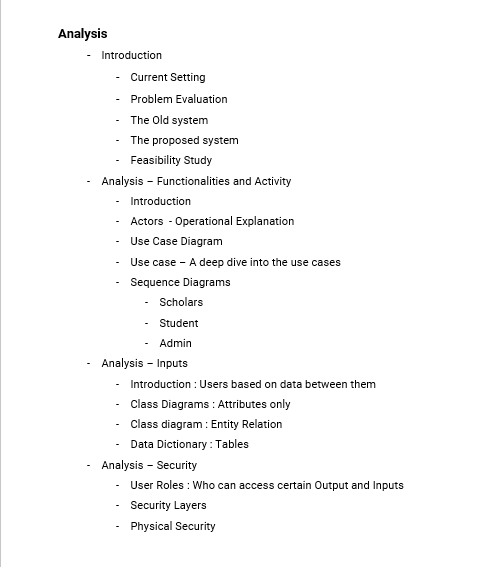 Analysis
- Introduction
- Current Setting
- Problem Evaluation
- The Old system
- The proposed system
- Feasibility Study
- Analysis – Functionalities and Activity
- Introduction
- Actors - Operational Explanation
- Use Case Diagram
- Use case – A deep dive into the use cases
- Sequence Diagrams
- Scholars
- Student
- Admin
- Analysis – Inputs
- Introduction : Users based on data between them
- Class Diagrams : Attributes only
- Class diagram : Entity Relation
- Data Dictionary : Tables
- Analysis – Security
- User Roles : Who can access certain Output and Inputs
- Security Layers
- Physical Security